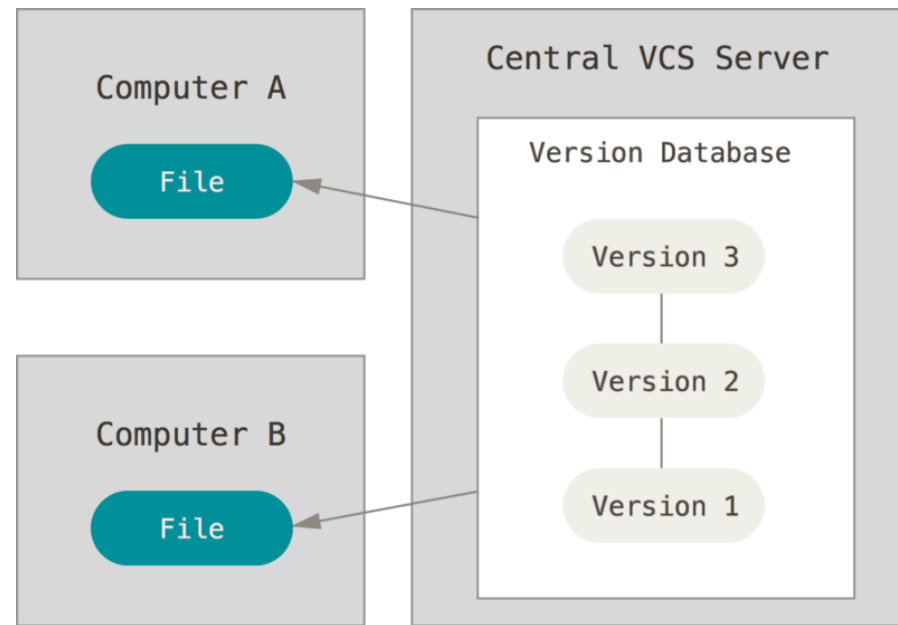 Computer A
File
Computer B
File
Central VCS Server
Version Database
Version 3
Version 2
Version 1